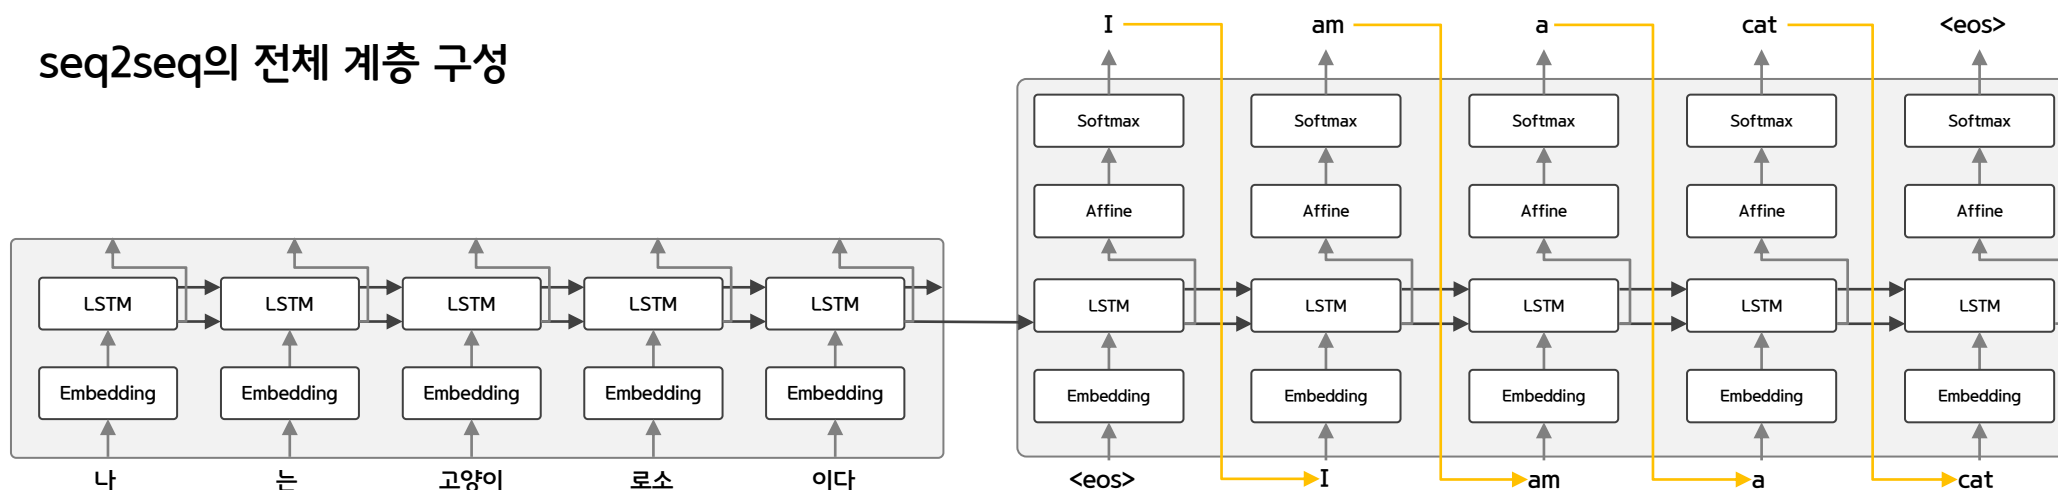 seq2seq의 전체 계층 구성
I am a cat <eos>
Softmax Softmax Softmax Softmax Softmax
Affine Affine Affine Affine Affine
LSTM LSTM LSTM LSTM LSTM
LSTM LSTM LSTM LSTM LSTM
Embedding Embedding Embedding Embedding Embedding
Embedding Embedding Embedding Embedding Embedding
나 는 고양이 로소 이다
<eos> I am a cat